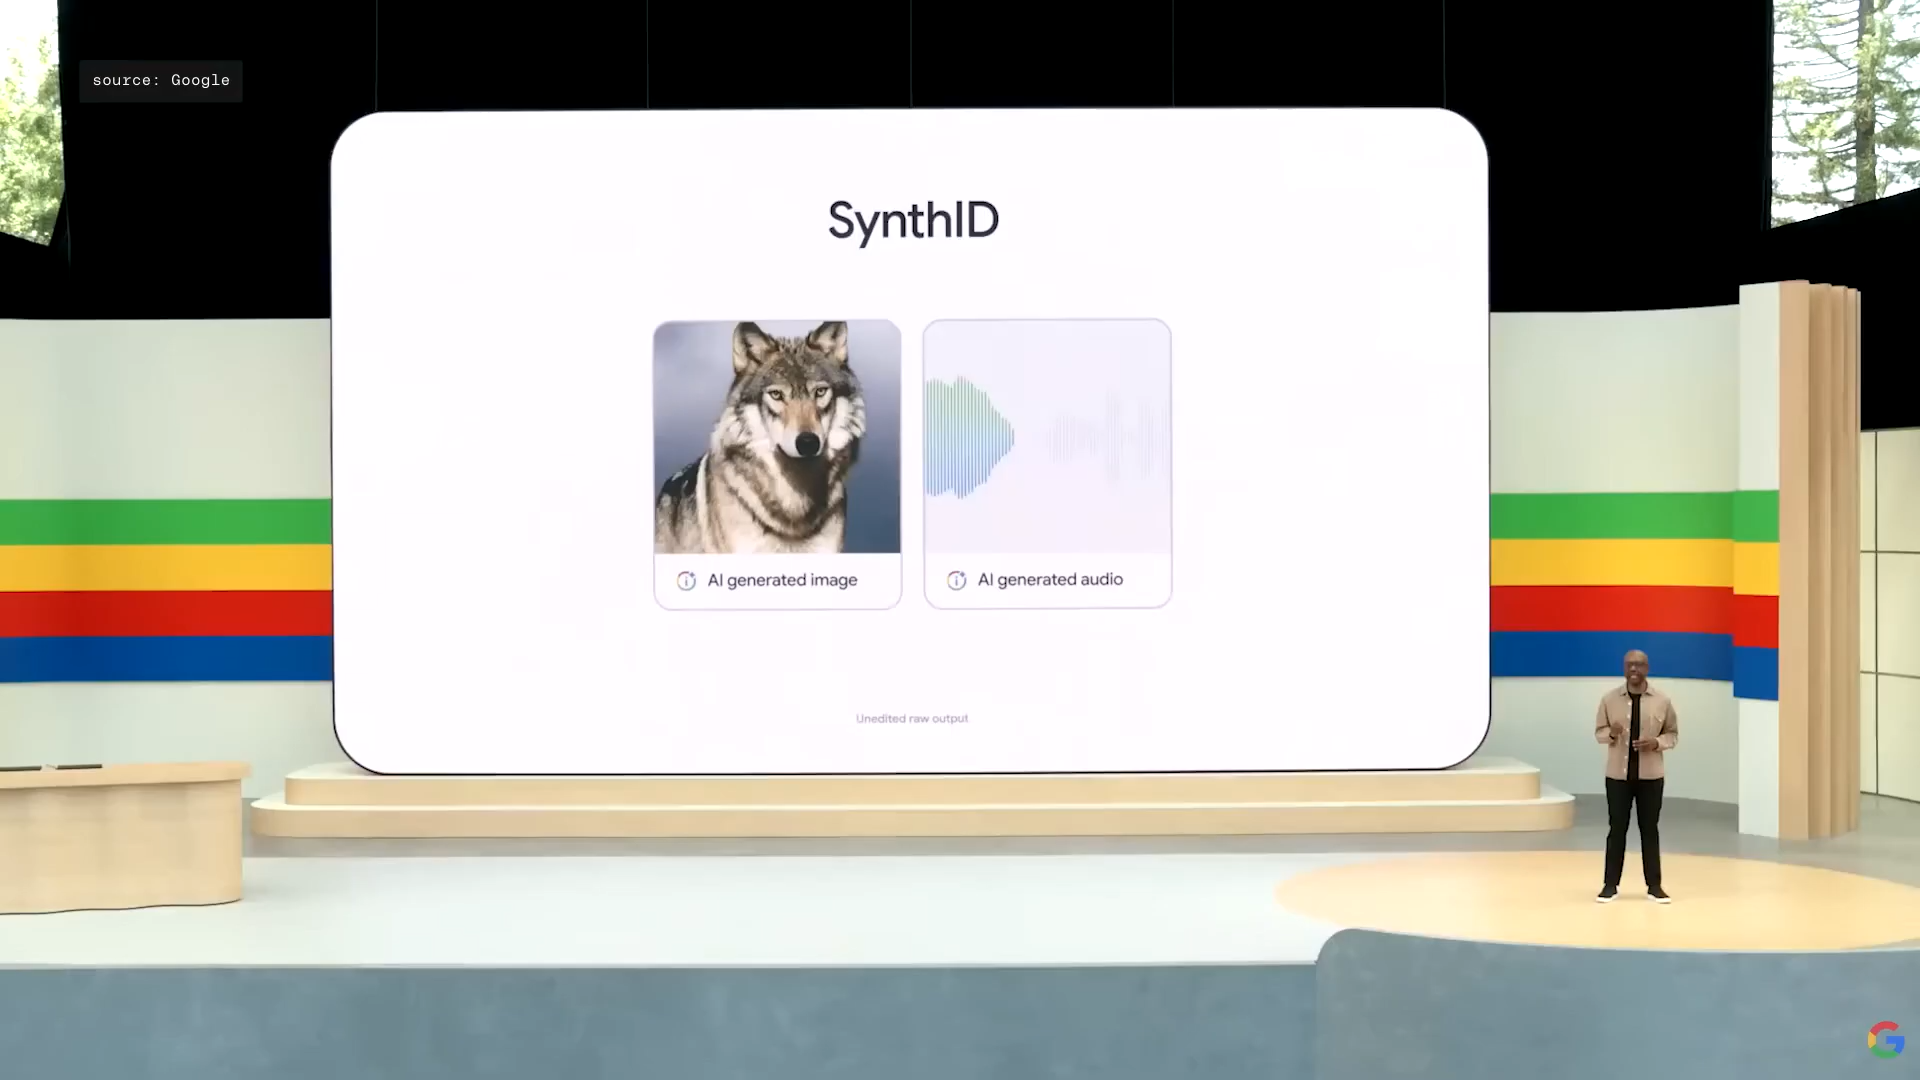 source: Google
SynthID
AI generated image
AI generated audio
Unedited raw output